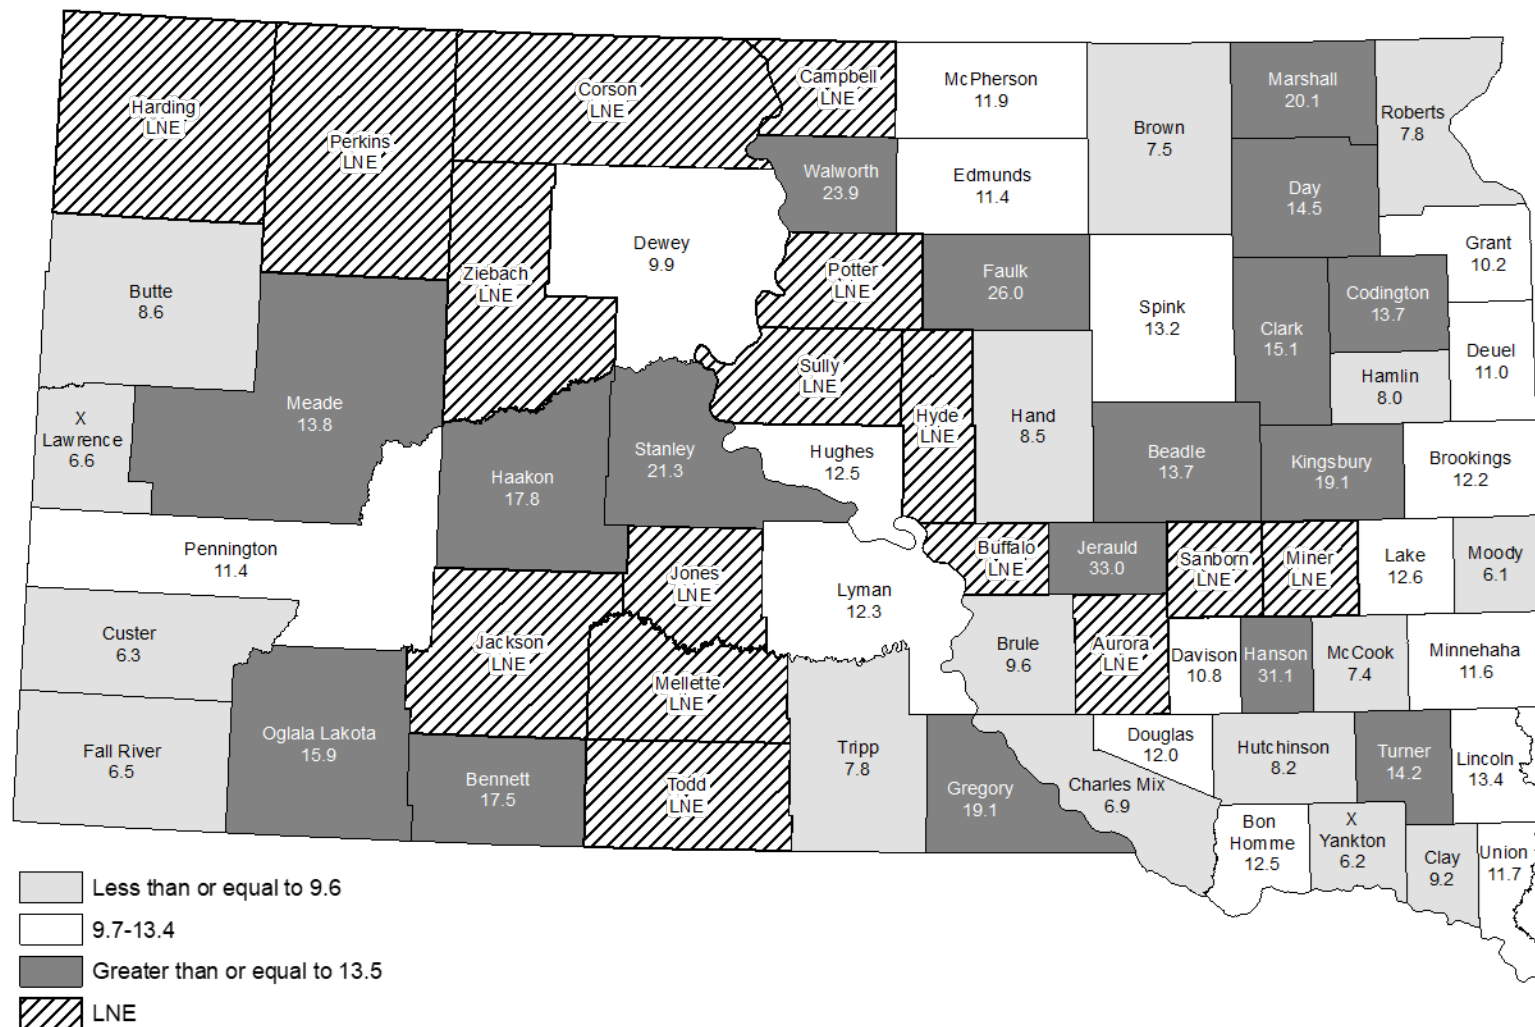 Harding
LNE
Perkins
LNE
Corson
LNE
Campbell
LNE
McPherson
11.9
Brown
7.5
Marshall
20.1
Roberts
7.8
Walworth
23.9
Edmunds
11.4
Day
14.5
Dewey
9.9
Ziebach
LNE
Potter
LNE
Faulk
26.0
Spink
13.2
Grant
10.2
Codington
13.7
Clark
15.1
Deuel
11.0
Hamlin
8.0
Butte
8.6
Meade
13.8
X
Lawrence
6.6
Sully
LNE
Hyde
LNE
Hand
8.5
Hughes
12.5
Stanley
21.3
Haakon
17.8
Beadle
13.7
Kingsbury
19.1
Brookings
12.2
Pennington
11.4
Jones
LNE
Lyman
12.3
Buffalo
LNE
Jerauld
33.0
Sanborn
LNE
Miner
LNE
Lake
12.6
Moody
6.1
Custer
6.3
Jackson
LNE
Mellette
LNE
Brule
9.6
Aurora
LNE
Davison
10.8
Hanson
31.1
McCook
7.4
Minnehaha
11.6
Fall River
6.5
Oglala Lakota
15.9
Bennett
17.5
Todd
LNE
Tripp
7.8
Gregory
19.1
Charles Mix
6.9
Douglas
12.0
Hutchinson
8.2
Turner
14.2
Lincoln
13.4
Bon
Homme
12.5
X
Yankton
6.2
Clay
9.2
Union
11.7
Less than or equal to 9.6
9.7-13.4
Greater than or equal to 13.5
LNE